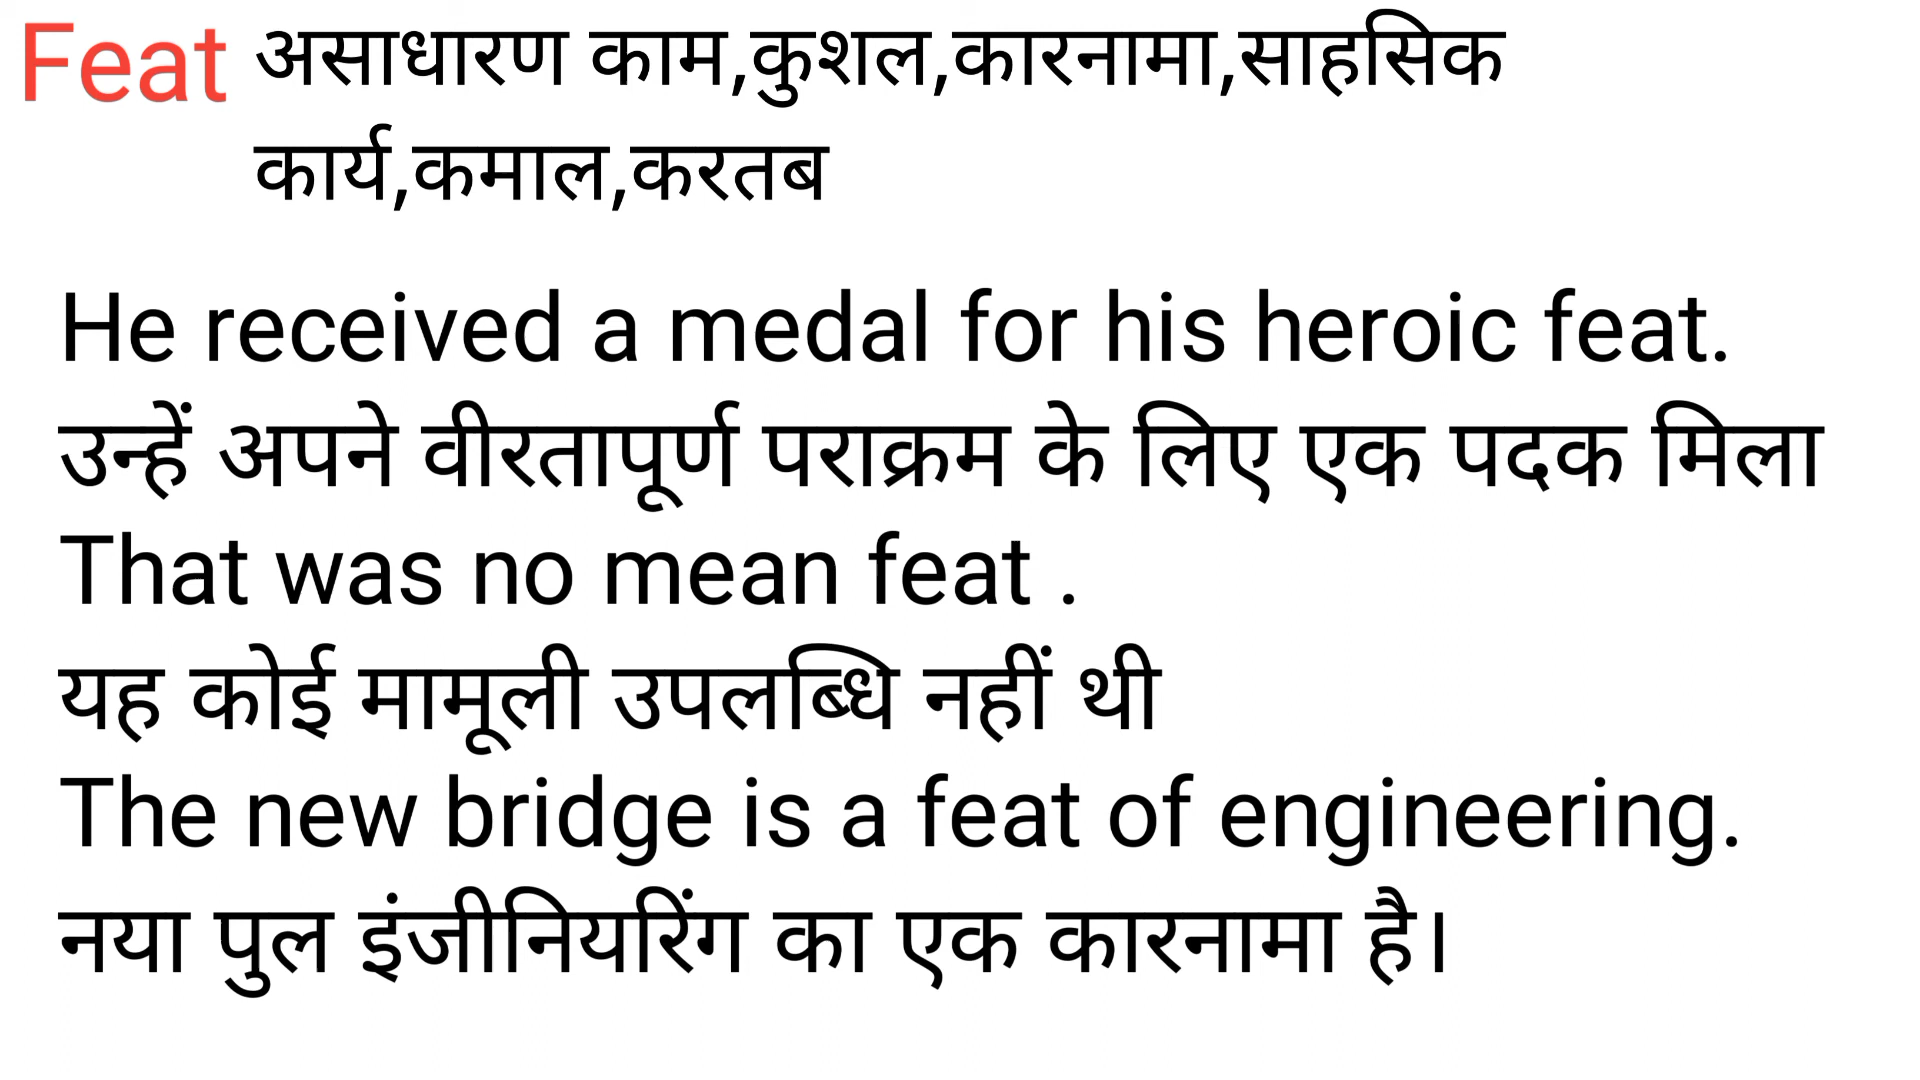 Feat असाधारण काम,कुशल,कारनामा,साहसिक
कार्य,कमाल,करतब
He received a medal for his heroic feat.
उन्हें अपने वीरतापूर्ण पराक्रम के लिए एक पदक मिला
That was no mean feat .
यह कोई मामूली उपलब्धि नहीं थी
The new bridge is a feat of engineering.
नया पुल इंजीनियरिंग का एक कारनामा है।